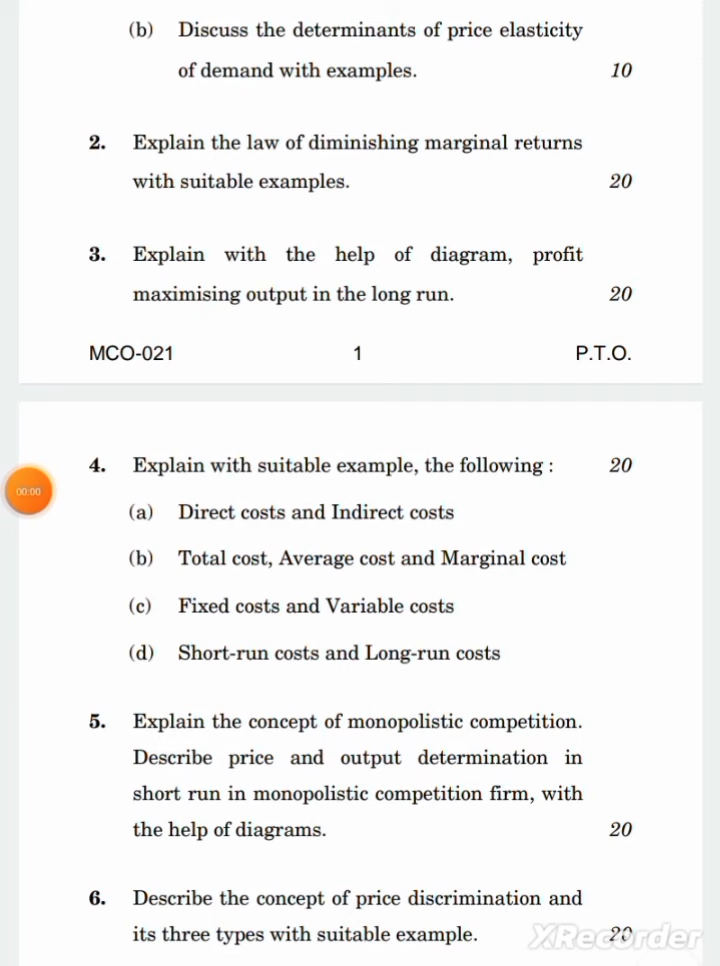 (b) Discuss the determinants of price elasticity
of demand with examples. 10
2. Explain the law of diminishing marginal returns
with suitable examples. 20
3. Explain with the help of diagram, profit
maximising output in the long run. 20
MCO-021 1 P.T.O.
4. Explain with suitable example, the following : 20
00:00
(a) Direct costs and Indirect costs
(b) Total cost, Average cost and Marginal cost
(c) Fixed costs and Variable costs
(d) Short-run costs and Long-run costs
5. Explain the concept of monopolistic competition.
Describe price and output determination in
short run in monopolistic competition firm, with
the help of diagrams. 20
6. Describe the concept of price discrimination and
its three types with suitable example. 20
XRecorder